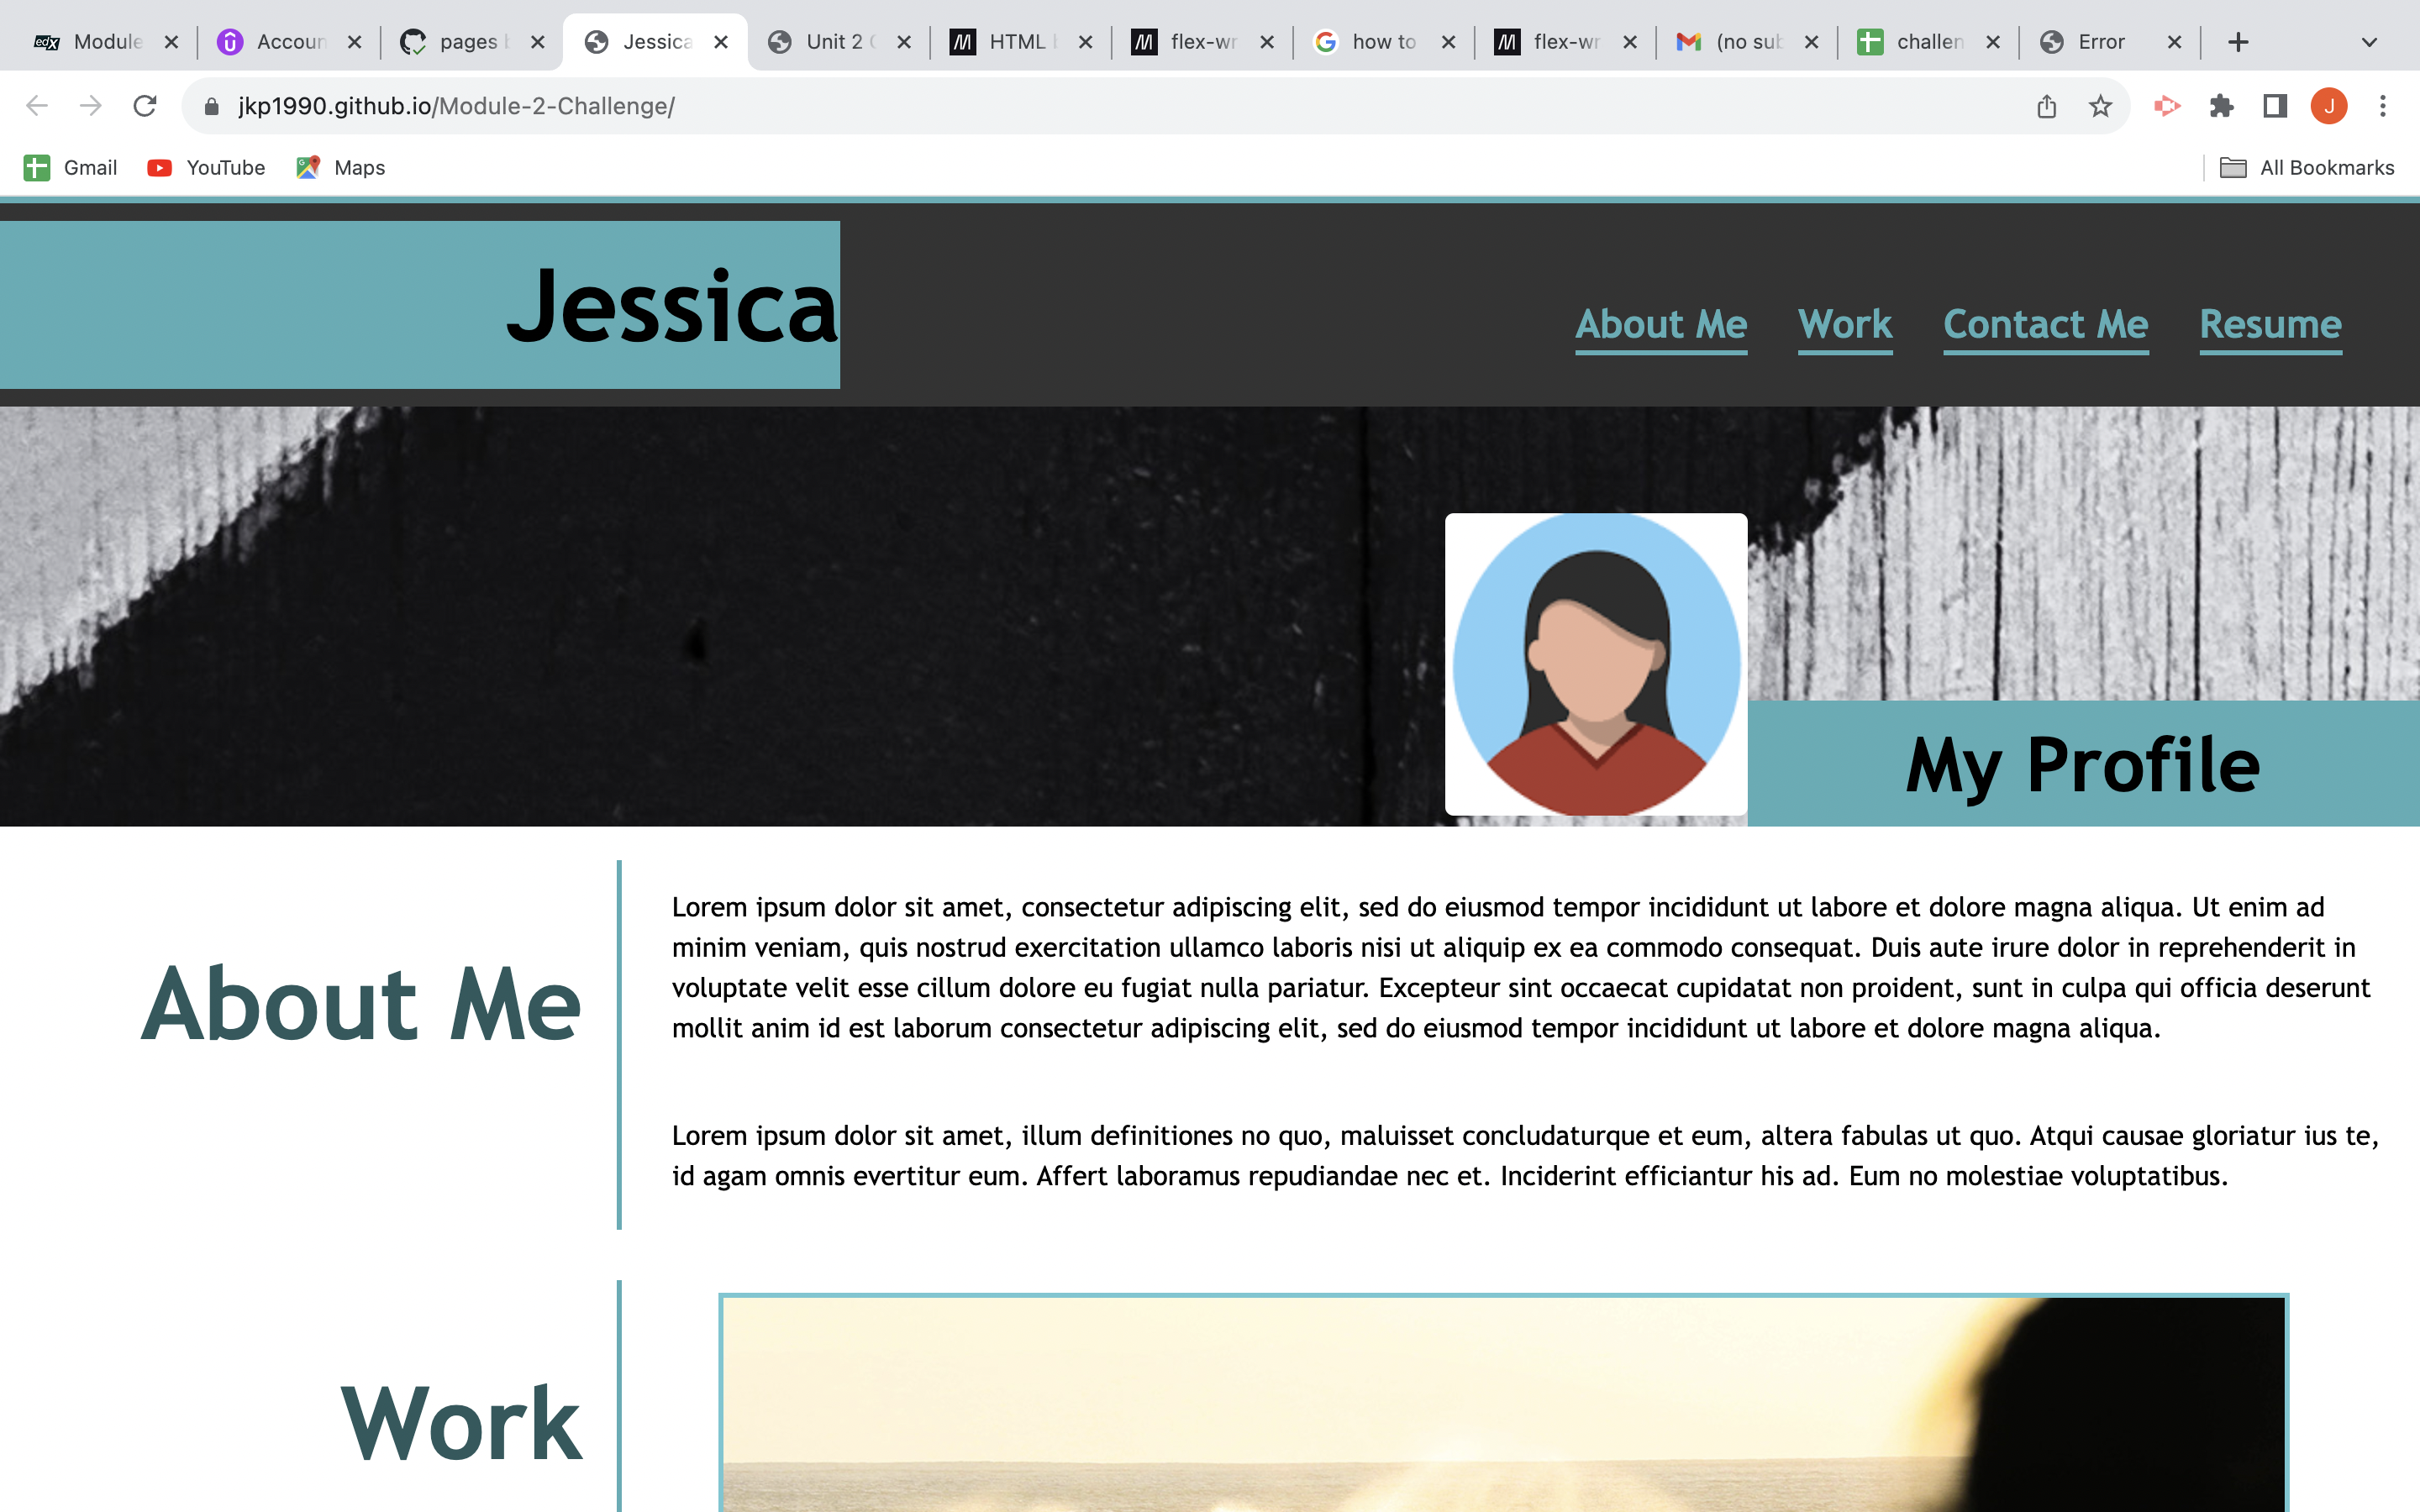 Module
Accoun
pages
Jessica
Unit 2
HTML
flex-wr
how to
flex-wr
(no sub
challen
Error
jkp1990.github.io/Module-2-Challenge/
J
Gmail
YouTube
Maps
All Bookmarks
Jessica
About Me
Work
Contact Me
Resume
My Profile
About Me
Lorem ipsum dolor sit amet, consectetur adipiscing elit, sed do eiusmod tempor incididunt ut labore et dolore magna aliqua. Ut enim ad
minim veniam, quis nostrud exercitation ullamco laboris nisi ut aliquip ex ea commodo consequat. Duis aute irure dolor in reprehenderit in
voluptate velit esse cillum dolore eu fugiat nulla pariatur. Excepteur sint occaecat cupidatat non proident, sunt in culpa qui officia deserunt
mollit anim id est laborum consectetur adipiscing elit, sed do eiusmod tempor incididunt ut labore et dolore magna aliqua.
Lorem ipsum dolor sit amet, illum definitiones no quo, maluisset concludaturque et eum, altera fabulas ut quo. Atqui causae gloriatur ius te,
id agam omnis evertitur eum. Affert laboramus repudiandae nec et. Inciderint efficiantur his ad. Eum no molestiae voluptatibus.
Work